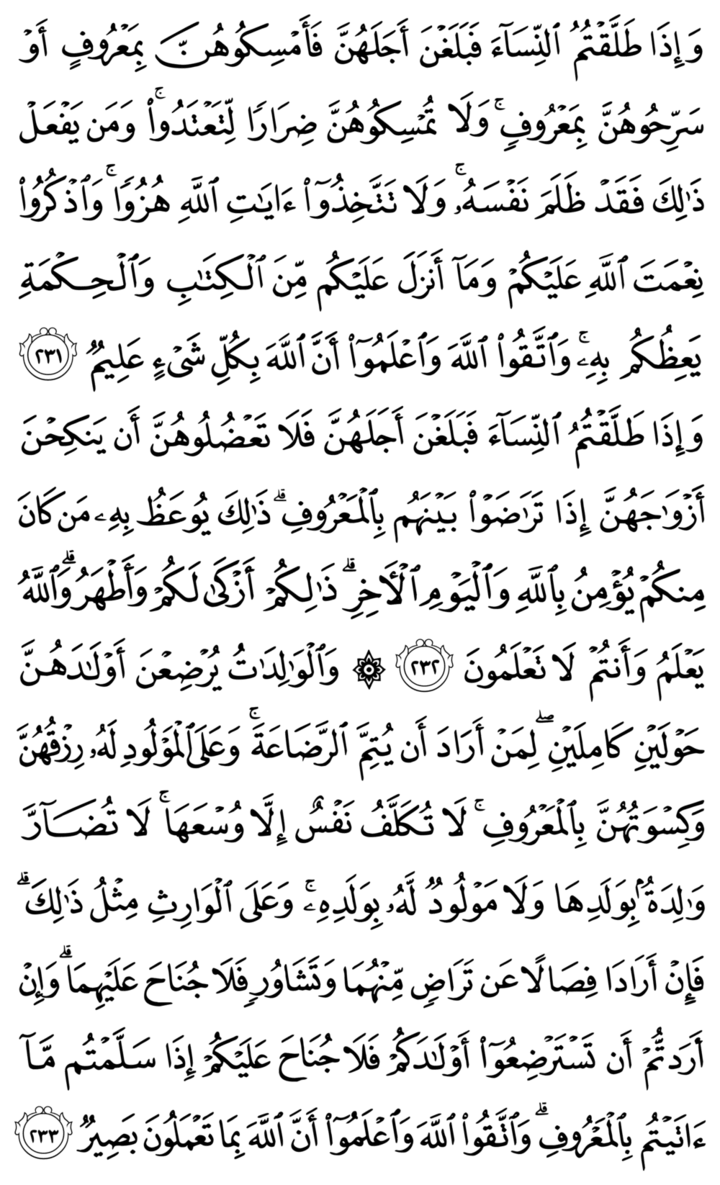 وَإِذَا طَلَّقۡتُمُ ٱلنِّسَآءَ فَبَلَغۡنَ أَجَلَهُنَّ فَأَمۡسِكُوهُنَّ بِمَعۡرُوفٍ أَوۡ
سَرِّحُوهُنَّ بِمَعۡرُوفٖۚ وَلَا تُمۡسِكُوهُنَّ ضِرَارٗا لِّتَعۡتَدُواْۚ وَمَن يَفۡعَلۡ
ذَٰلِكَ فَقَدۡ ظَلَمَ نَفۡسَهُۥۚ وَلَا تَتَّخِذُوٓاْ ءَايَٰتِ ٱللَّهِ هُزُوٗاۚ وَٱذۡكُرُواْ
نِعۡمَتَ ٱللَّهِ عَلَيۡكُمۡ وَمَآ أَنزَلَ عَلَيۡكُم مِّنَ ٱلۡكِتَٰبِ وَٱلۡحِكۡمَةِ
يَعِظُكُم بِهِۦۚ وَٱتَّقُواْ ٱللَّهَ وَٱعۡلَمُوٓاْ أَنَّ ٱللَّهَ بِكُلِّ شَيۡءٍ عَلِيمٞ ٢٣١
وَإِذَا طَلَّقۡتُمُ ٱلنِّسَآءَ فَبَلَغۡنَ أَجَلَهُنَّ فَلَا تَعۡضُلُوهُنَّ أَن يَنكِحۡنَ
أَزۡوَٰجَهُنَّ إِذَا تَرَٰضَوۡاْ بَيۡنَهُم بِٱلۡمَعۡرُوفِۗ ذَٰلِكَ يُوعَظُ بِهِۦ مَن كَانَ
مِنكُمۡ يُؤۡمِنُ بِٱللَّهِ وَٱلۡيَوۡمِ ٱلۡأٓخِرِۗ ذَٰلِكُمۡ أَزۡكَىٰ لَكُمۡ وَأَطۡهَرُۚ وَٱللَّهُ
يَعۡلَمُ وَأَنتُمۡ لَا تَعۡلَمُونَ ٢٣٢ ۞ وَٱلۡوَٰلِدَٰتُ يُرۡضِعۡنَ أَوۡلَٰدَهُنَّ
حَوۡلَيۡنِ كَامِلَيۡنِۖ لِمَنۡ أَرَادَ أَن يُتِمَّ ٱلرَّضَاعَةَۚ وَعَلَى ٱلۡمَوۡلُودِ لَهُۥ رِزۡقُهُنَّ
وَكِسۡوَتُهُنَّ بِٱلۡمَعۡرُوفِۚ لَا تُكَلَّفُ نَفۡسٌ إِلَّا وُسۡعَهَاۚ لَا تُضَآرَّ
وَٰلِدَةُۢ بِوَلَدِهَا وَلَا مَوۡلُودٞ لَّهُۥ بِوَلَدِهِۦۚ وَعَلَى ٱلۡوَارِثِ مِثۡلُ ذَٰلِكَۗ
فَإِنۡ أَرَادَا فِصَالًا عَن تَرَاضٖ مِّنۡهُمَا وَتَشَاوُرٖ فَلَا جُنَاحَ عَلَيۡهِمَاۗ وَإِنۡ
أَرَدتُّمۡ أَن تَسۡتَرۡضِعُوٓاْ أَوۡلَٰدَكُمۡ فَلَا جُنَاحَ عَلَيۡكُمۡ إِذَا سَلَّمۡتُم مَّآ
ءَاتَيۡتُم بِٱلۡمَعۡرُوفِۗ وَٱتَّقُواْ ٱللَّهَ وَٱعۡلَمُوٓاْ أَنَّ ٱللَّهَ بِمَا تَعۡمَلُونَ بَصِيرٞ ٢٣٣